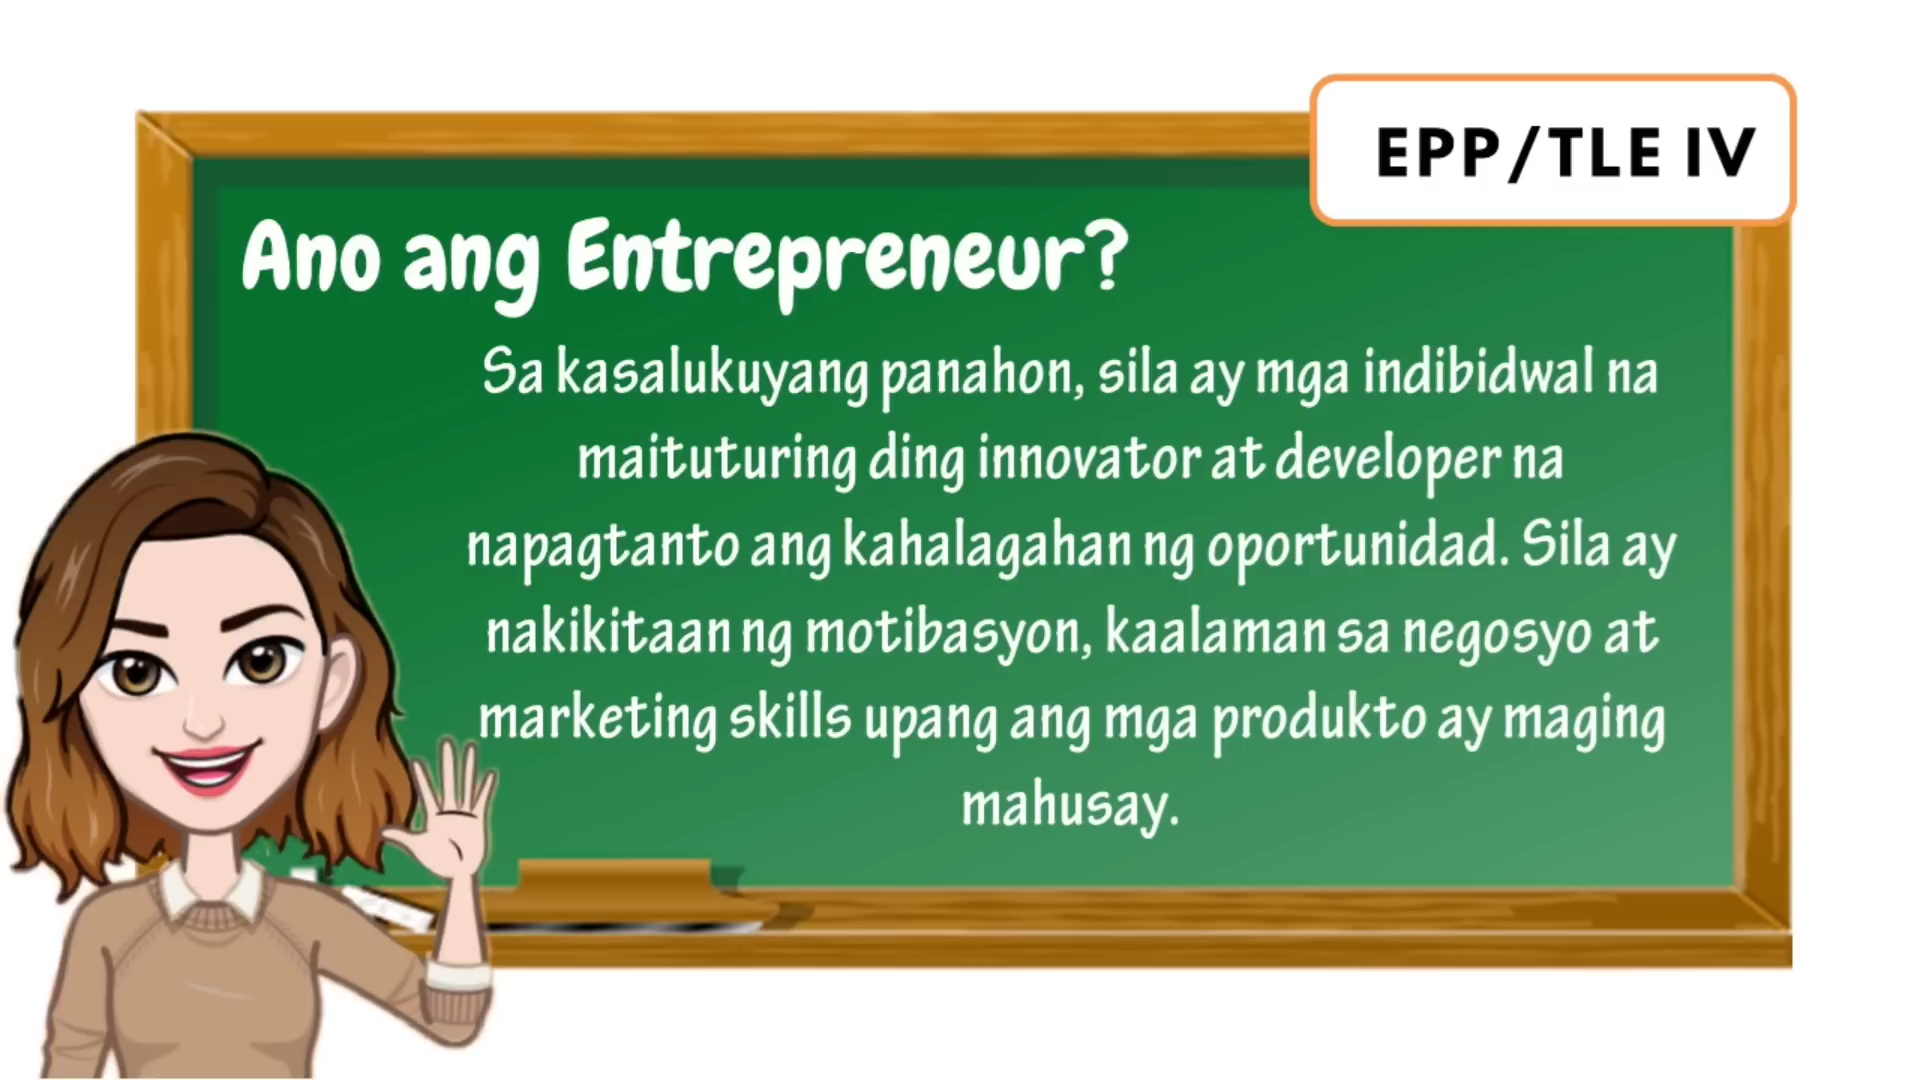 EPP/TLE IV
Ano ang Entrepreneur?
Sa kasalukuyang panahon, sila ay mga indibidwal na
maituturing ding innovator at developer na
napagtanto ang kahalagahan ng oportunidad. Sila ay
nakikitaan ng motibasyon, kaalaman sa negosyo at
marketing skills upang ang mga produkto ay maging
mahusay.